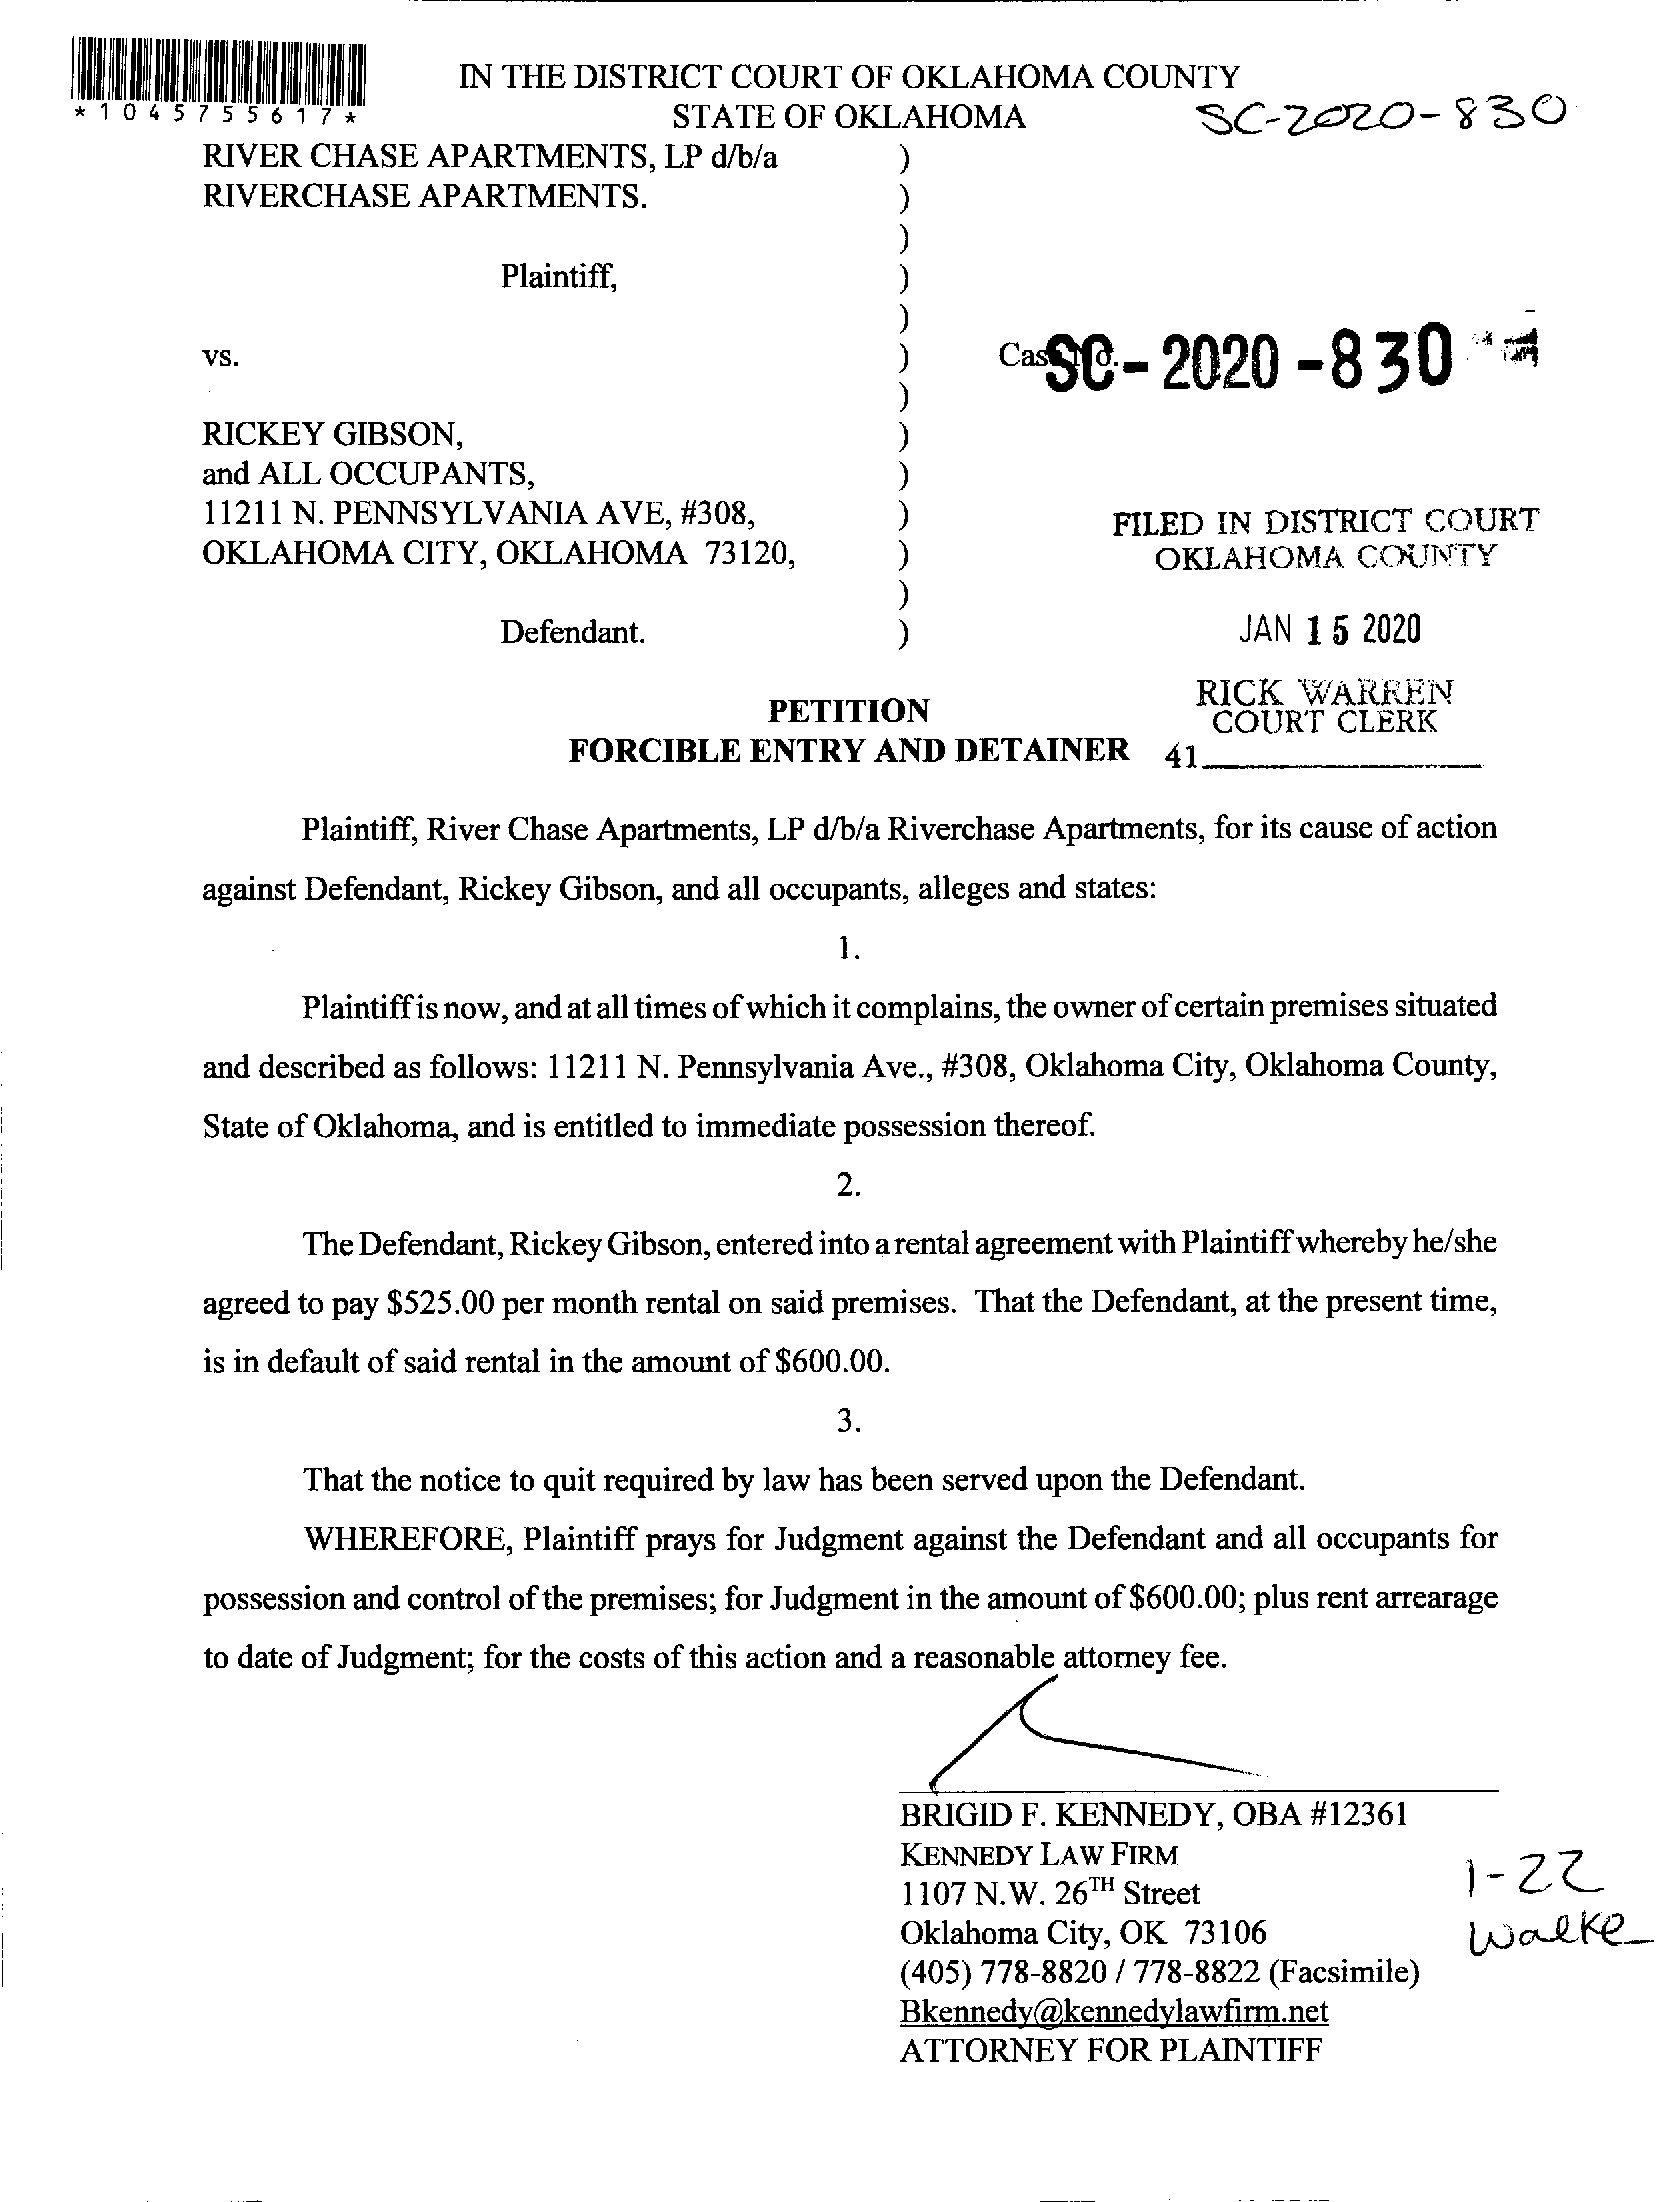 IN THE DISTRICT COURT OF OKLAHOMA COUNTY
*1045755617*
STATE OF OKLAHOMA
SC-2020-830
RIVER CHASE APARTMENTS, LP d/b/a )
RIVERCHASE APARTMENTS. )
)
Plaintiff, )
)
vs. )
Case No. SC-2020-830
)
RICKEY GIBSON, )
and ALL OCCUPANTS, )
11211 N. PENNSYLVANIA AVE, #308, )
OKLAHOMA CITY, OKLAHOMA 73120, )
)
Defendant. )
FILED IN DISTRICT COURT
OKLAHOMA COUNTY
JAN 15 2020
RICK WARREN
COURT CLERK
41
PETITION
FORCIBLE ENTRY AND DETAINER
Plaintiff, River Chase Apartments, LP d/b/a Riverchase Apartments, for its cause of action
against Defendant, Rickey Gibson, and all occupants, alleges and states:
1.
Plaintiff is now, and at all times of which it complains, the owner of certain premises situated
and described as follows: 11211 N. Pennsylvania Ave., #308, Oklahoma City, Oklahoma County,
State of Oklahoma, and is entitled to immediate possession thereof.
2.
The Defendant, Rickey Gibson, entered into a rental agreement with Plaintiff whereby he/she
agreed to pay $525.00 per month rental on said premises. That the Defendant, at the present time,
is in default of said rental in the amount of $600.00.
3.
That the notice to quit required by law has been served upon the Defendant.
WHEREFORE, Plaintiff prays for Judgment against the Defendant and all occupants for
possession and control of the premises; for Judgment in the amount of $600.00; plus rent arrearage
to date of Judgment; for the costs of this action and a reasonable attorney fee.
BRIGID F. KENNEDY, OBA #12361
KENNEDY LAW FIRM
1107 N.W. 26TH Street
Oklahoma City, OK 73106
(405) 778-8820 / 778-8822 (Facsimile)
Bkennedy@kennedylawfirm.net
ATTORNEY FOR PLAINTIFF
1-22
Walke